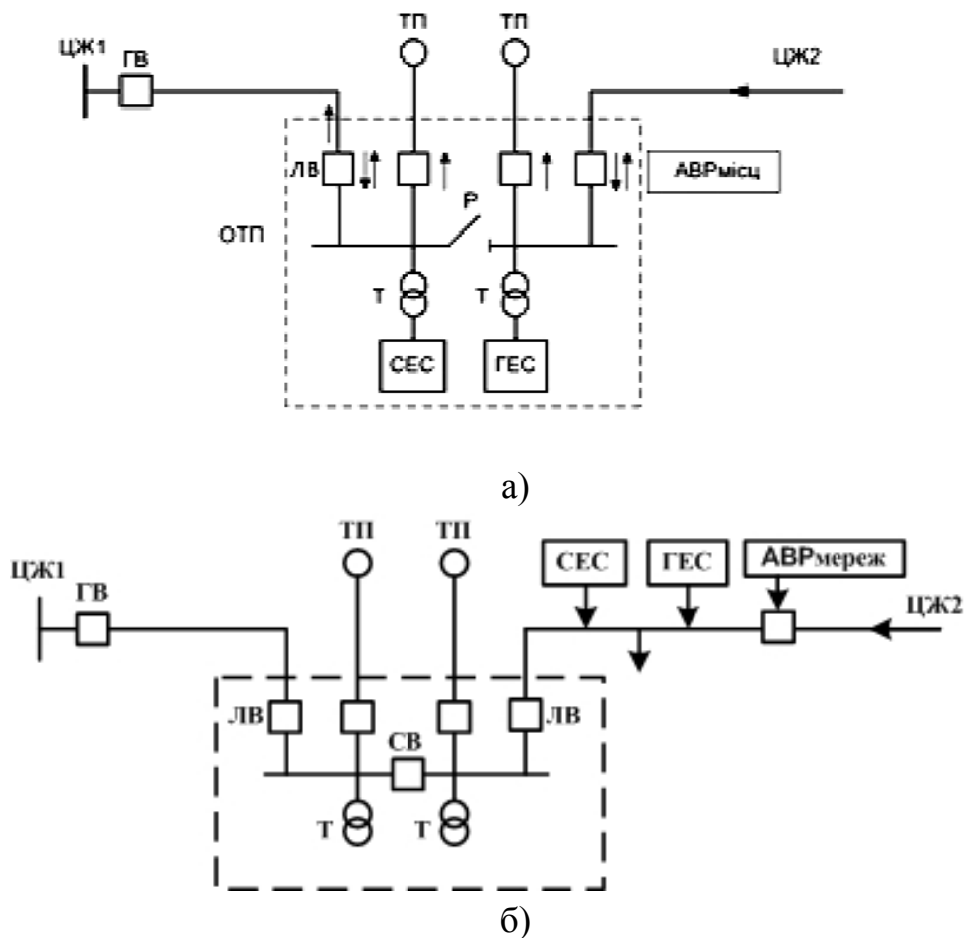 ТП ТП
ЦЖ1 ГВ
ЦЖ2
ЛВ
АВРмісц
Р
ОТП
Т Т
СЕС ГЕС
а)
ТП ТП
СЕС ГЕС АВРмереж
ЦЖ1 ГВ
ЦЖ2
ЛВ ЛВ
СВ
Т Т
б)